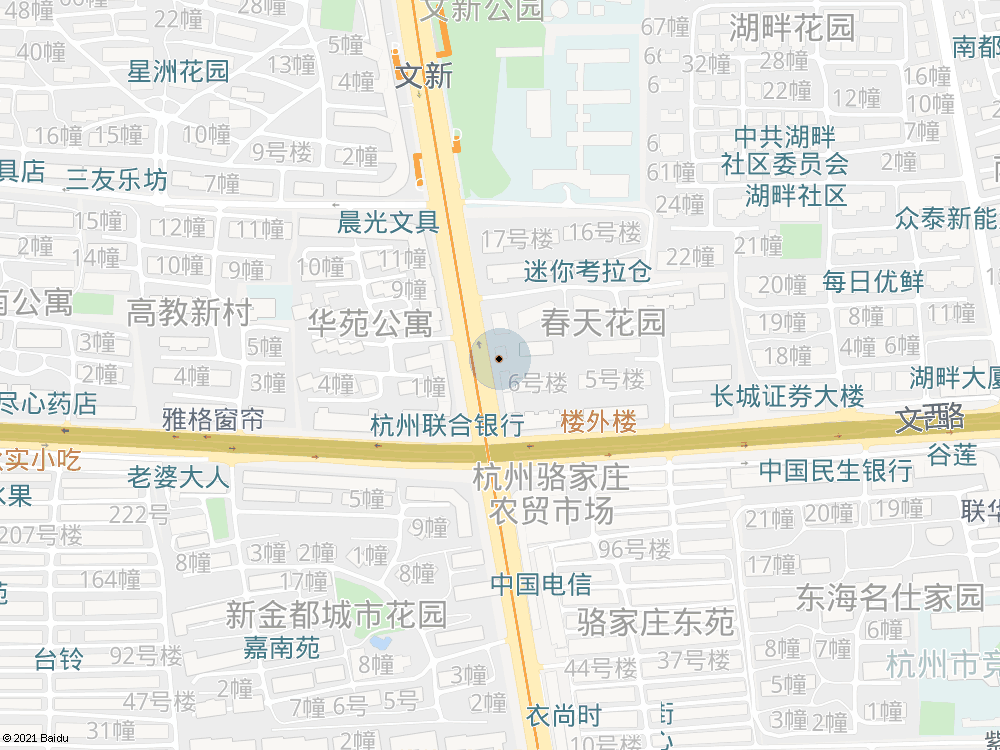 48幢
22幢
文新公园
67幢
湖畔花园
40幢
5幢
28幢
南都
星洲花园
13幢
4幢
文新
32幢
16幢
6
22幢
12幢
10幢
16幢
15幢
10幢
7幢
中共湖畔
社区委员会
9号楼
2幢
6
2幢
具店
三友乐坊
7幢
61幢
湖畔社区
24幢
15幢
12幢
11幢
晨光文具
17号楼
16号楼
众泰新能
2幢
21幢
22幢
10幢
9幢
10幢
11幢
迷你考拉仓
20幢
每日优鲜
南公寓
高教新村
9幢
华苑公寓
春天花园
19幢
8幢
11幢
3幢
5幢
18幢
4幢
6幢
2幢
4幢
3幢
4幢
1幢
6号楼
5号楼
湖畔大厦
尽心药店
长城证券大楼
雅格窗帘
杭州联合银行
楼外楼
文西路
实小吃
老婆大人
杭州骆家庄
农贸市场
中国民生银行
谷莲
水果
222号
5幢
9幢
21幢
20幢
19幢
联华
207号楼
8幢
3幢
2幢
1幢
96号楼
164幢
17幢
8幢
中国电信
17幢
苑
新金都城市花园
骆家庄东苑
东海名仕家园
台铃
92号楼
嘉南苑
8幢
44号楼
37号楼
8幢
7幢
6幢
杭州市竞
47号楼
2幢
7幢
6号
5号
3幢
2幢
5幢
31幢
衣尚时
街
心
10号楼
3幢
2幢
1幢
紫
© 2021 Baidu